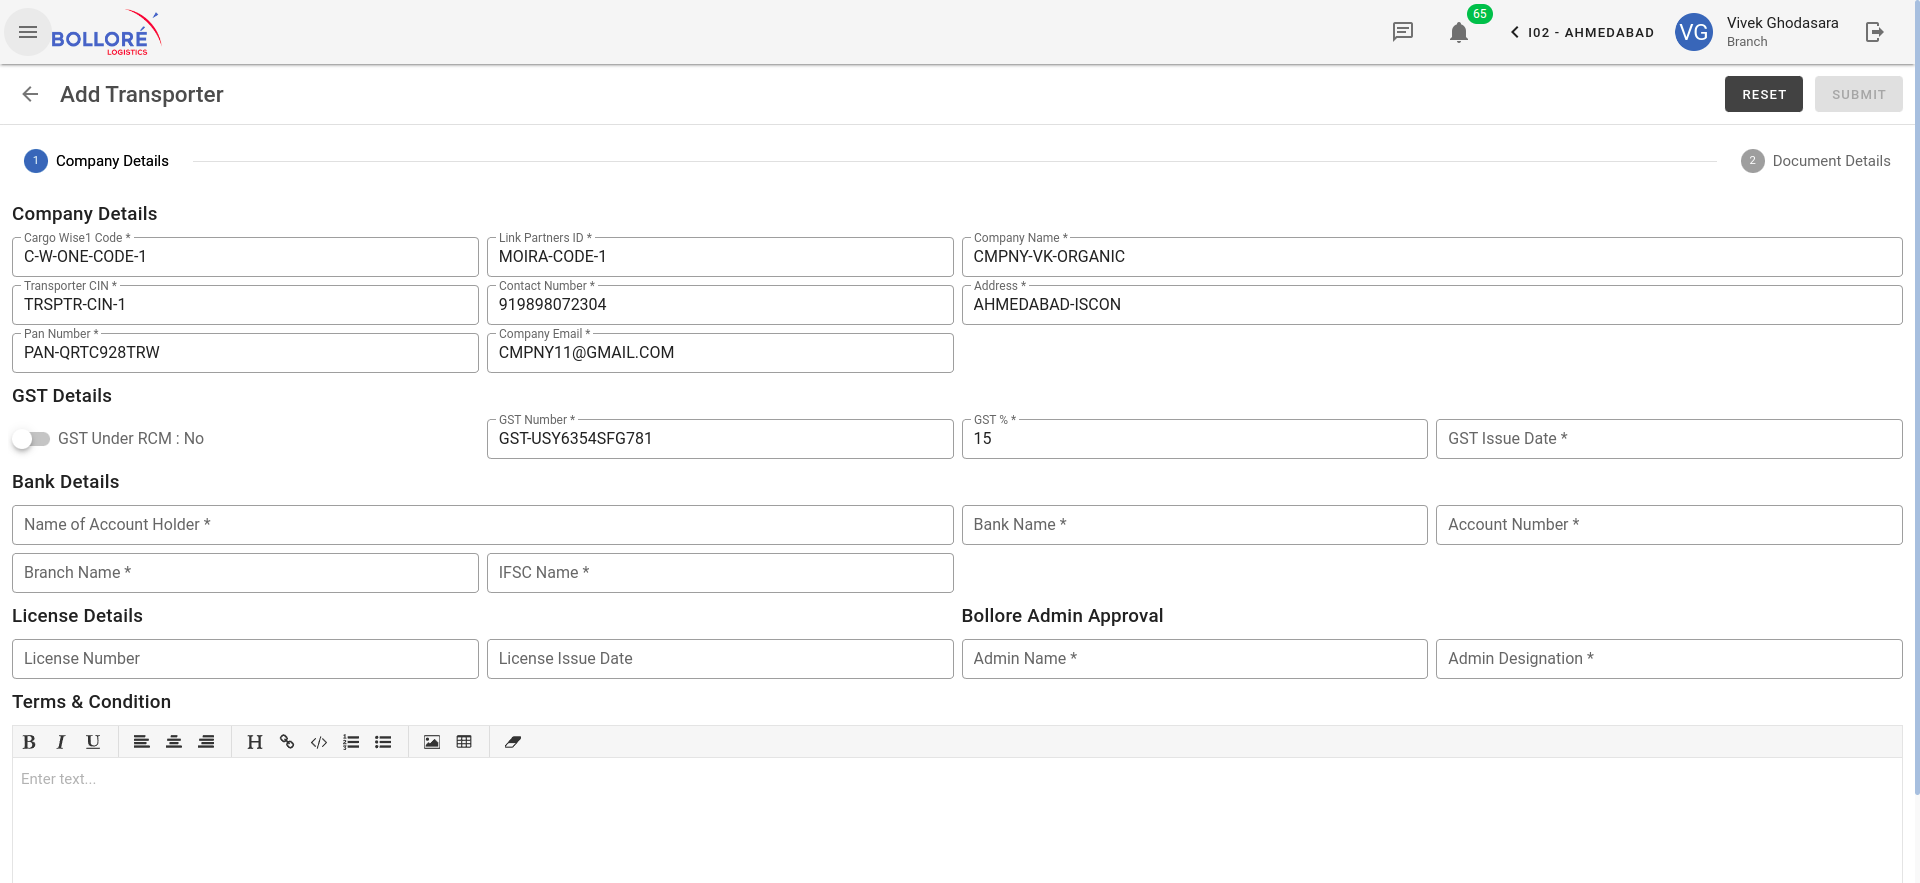 BOLLORÉ
LOGISTICS
65
I02 - AHMEDABAD
VG
Vivek Ghodasara
Branch
Add Transporter
RESET
SUBMIT
1 Company Details
2 Document Details
Company Details
Cargo Wise1 Code *
C-W-ONE-CODE-1
Link Partners ID *
MOIRA-CODE-1
Company Name *
CMPNY-VK-ORGANIC
Transporter CIN *
TRSPTR-CIN-1
Contact Number *
919898072304
Address *
AHMEDABAD-ISCON
Pan Number *
PAN-QRTC928TRW
Company Email *
CMPNY11@GMAIL.COM
GST Details
GST Under RCM : No
GST Number *
GST-USY6354SFG781
GST % *
15
GST Issue Date *
Bank Details
Name of Account Holder *
Bank Name *
Account Number *
Branch Name *
IFSC Name *
License Details
Bollore Admin Approval
License Number
License Issue Date
Admin Name *
Admin Designation *
Terms & Condition
B I U H </>
Enter text...